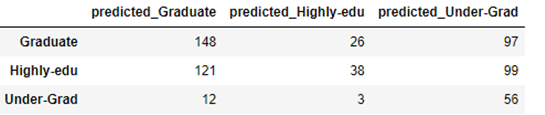 predicted_Graduate predicted_Highly-edu predicted_Under-Grad
Graduate 148 26 97
Highly-edu 121 38 99
Under-Grad 12 3 56